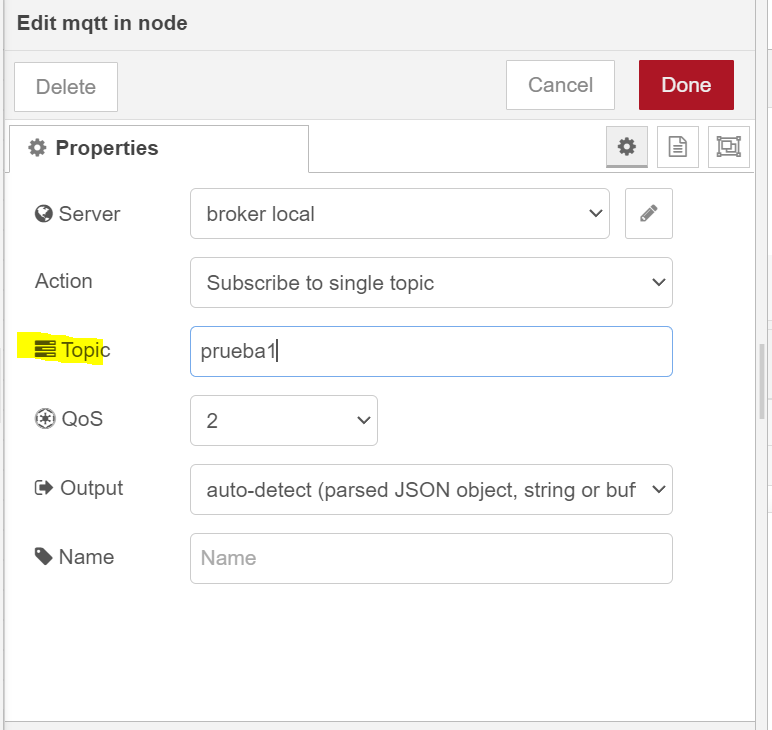 Edit mqtt in node
Delete
Cancel
Done
Properties
Server
broker local
Action
Subscribe to single topic
Topic
prueba1
QoS
2
Output
auto-detect (parsed JSON object, string or buf
Name
Name